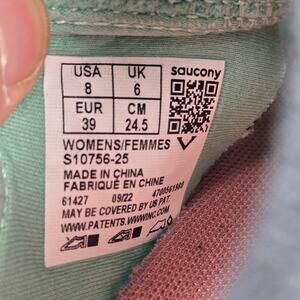 USA UK saucony
8 6
EUR CM
39 24.5
WOMENS/FEMMES
S10756-25
MADE IN CHINA
FABRIQUÉ EN CHINE
61427 09/22 4700561980
MAY BE COVERED BY US PAT.
WWW.PATENTS.WWWINC.COM